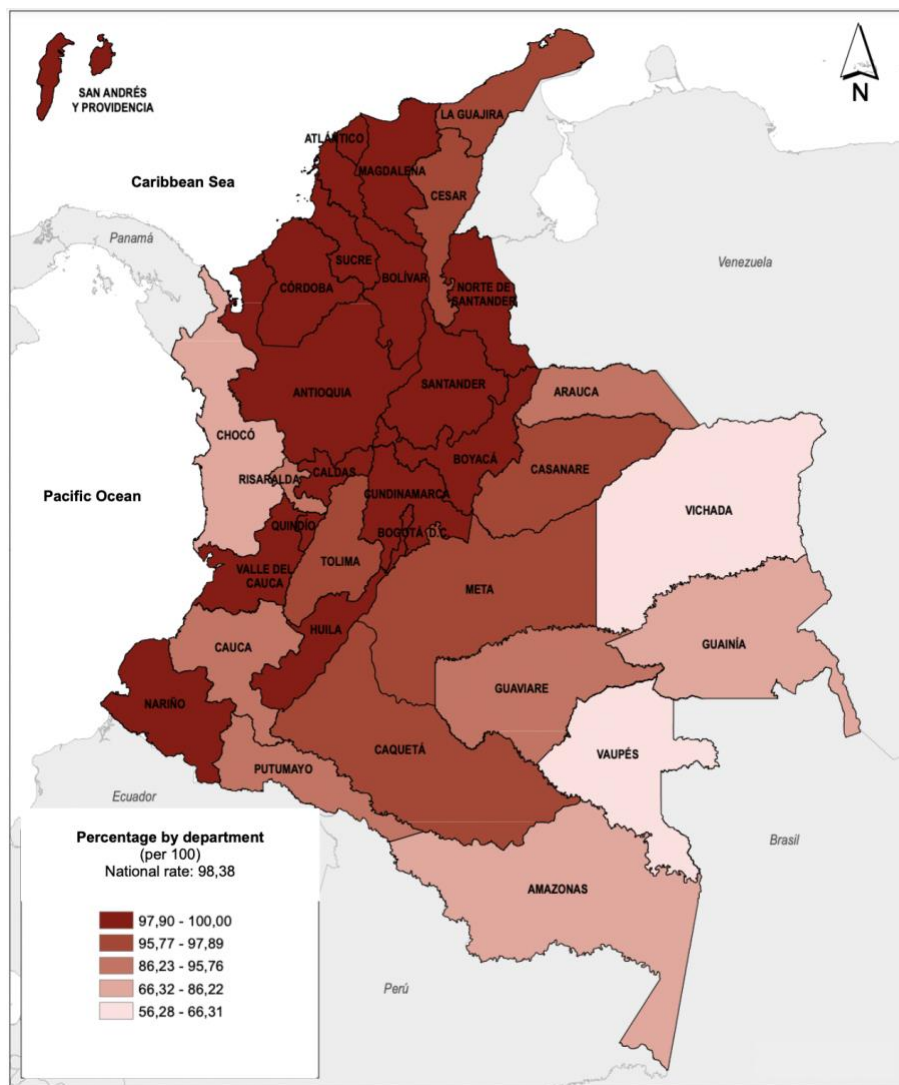 SAN ANDRÉS
Y PROVIDENCIA
N
LA GUAJIRA
ATLÁNTICO
MAGDALENA
Caribbean Sea
CESAR
Panamá
SUCRE
BOLÍVAR
Venezuela
CÓRDOBA
NORTE DE
SANTANDER
ANTIOQUIA
SANTANDER
ARAUCA
CHOCÓ
BOYACÁ
CASANARE
RISARALDA
CALDAS
Pacific Ocean
CUNDINAMARCA
VICHADA
QUINDÍO
BOGOTÁ D.C.
TOLIMA
VALLE DEL
CAUCA
META
HUILA
CAUCA
GUAINÍA
GUAVIARE
NARIÑO
CAQUETÁ
VAUPÉS
PUTUMAYO
Ecuador
Brasil
Percentage by department
(per 100)
National rate: 98,38
AMAZONAS
97,90 - 100,00
95,77 - 97,89
86,23 - 95,76
66,32 - 86,22
56,28 - 66,31
Perú